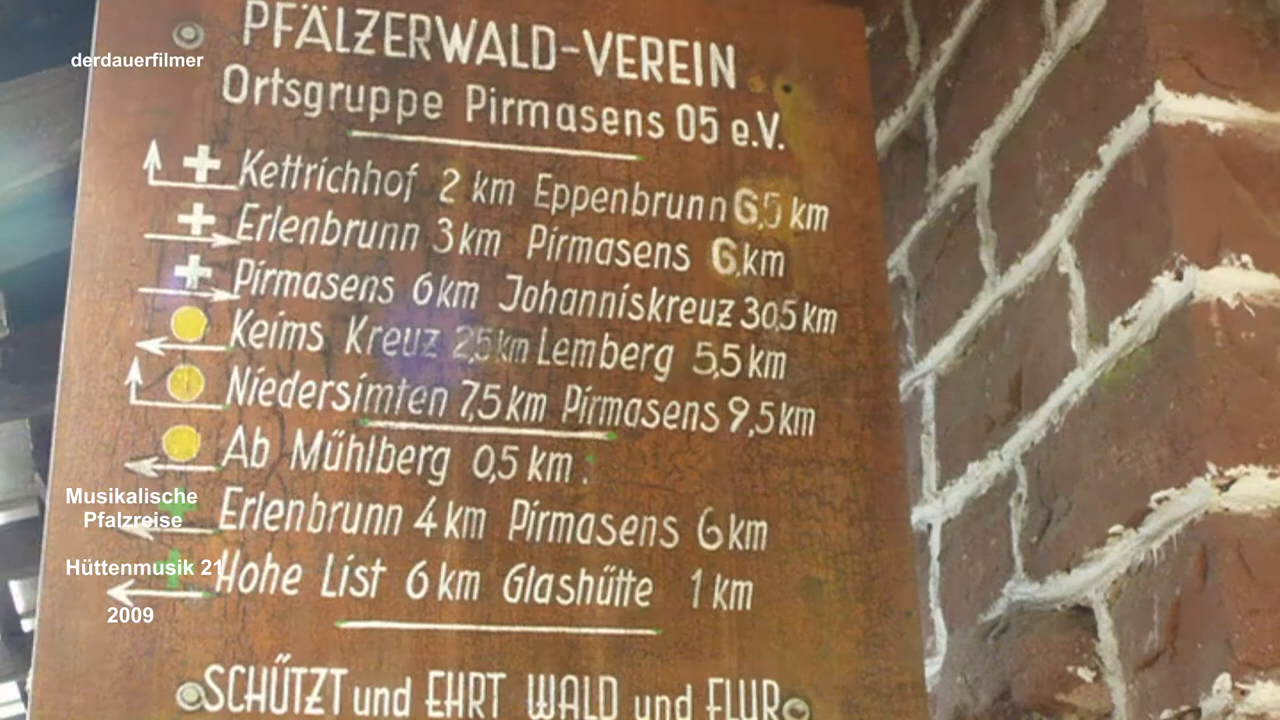 PFÄLZERWALD-VEREIN
derdauerfilmer
Ortsgruppe Pirmasens 05 e.V.
Kettrichhof 2 km Eppenbrunn 6,5 km
Erlenbrunn 3 km Pirmasens 6 km
Pirmasens 6 km Johanniskreuz 30,5 km
Keims Kreuz 2,5 km Lemberg 5,5 km
Niedersimten 7,5 km Pirmasens 9,5 km
Ab Mühlberg 0,5 km
Musikalische
Pfalzreise
Erlenbrunn 4 km Pirmasens 6 km
Hüttenmusik 21
Hohe List 6 km Glashütte 1 km
2009
SCHÜTZT und EHRT WALD und FLUR